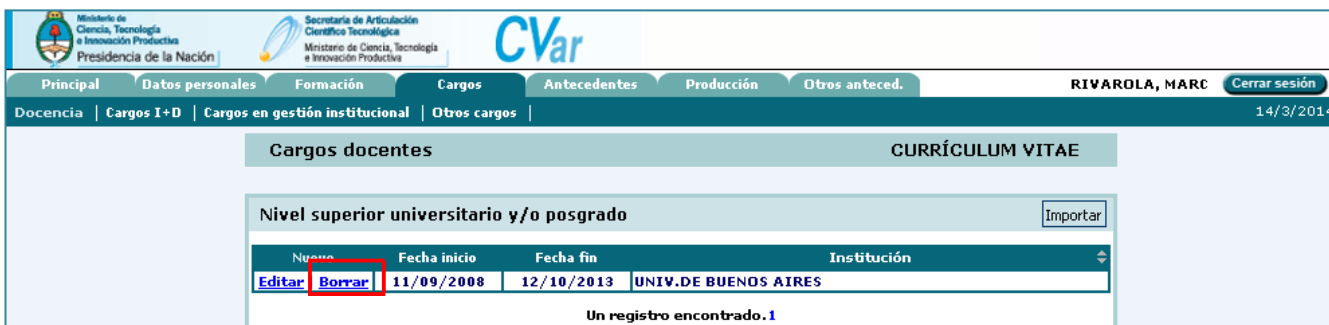 Ministerio de
Ciencia, Tecnología
e Innovación Productiva
Presidencia de la Nación
Secretaría de Articulación
Científico Tecnológica
Ministerio de Ciencia, Tecnología
e Innovación Productiva
CVar
Principal Datos personales Formación Cargos Antecedentes Producción Otros anteced. RIVAROLA, MARC Cerrar sesión
Docencia | Cargos I+D | Cargos en gestión institucional | Otros cargos | 14/3/2014
Cargos docentes CURRÍCULUM VITAE
Nivel superior universitario y/o posgrado Importar
Nuevo Fecha inicio Fecha fin Institución
Editar Borrar 11/09/2008 12/10/2013 UNIV.DE BUENOS AIRES
Un registro encontrado.1